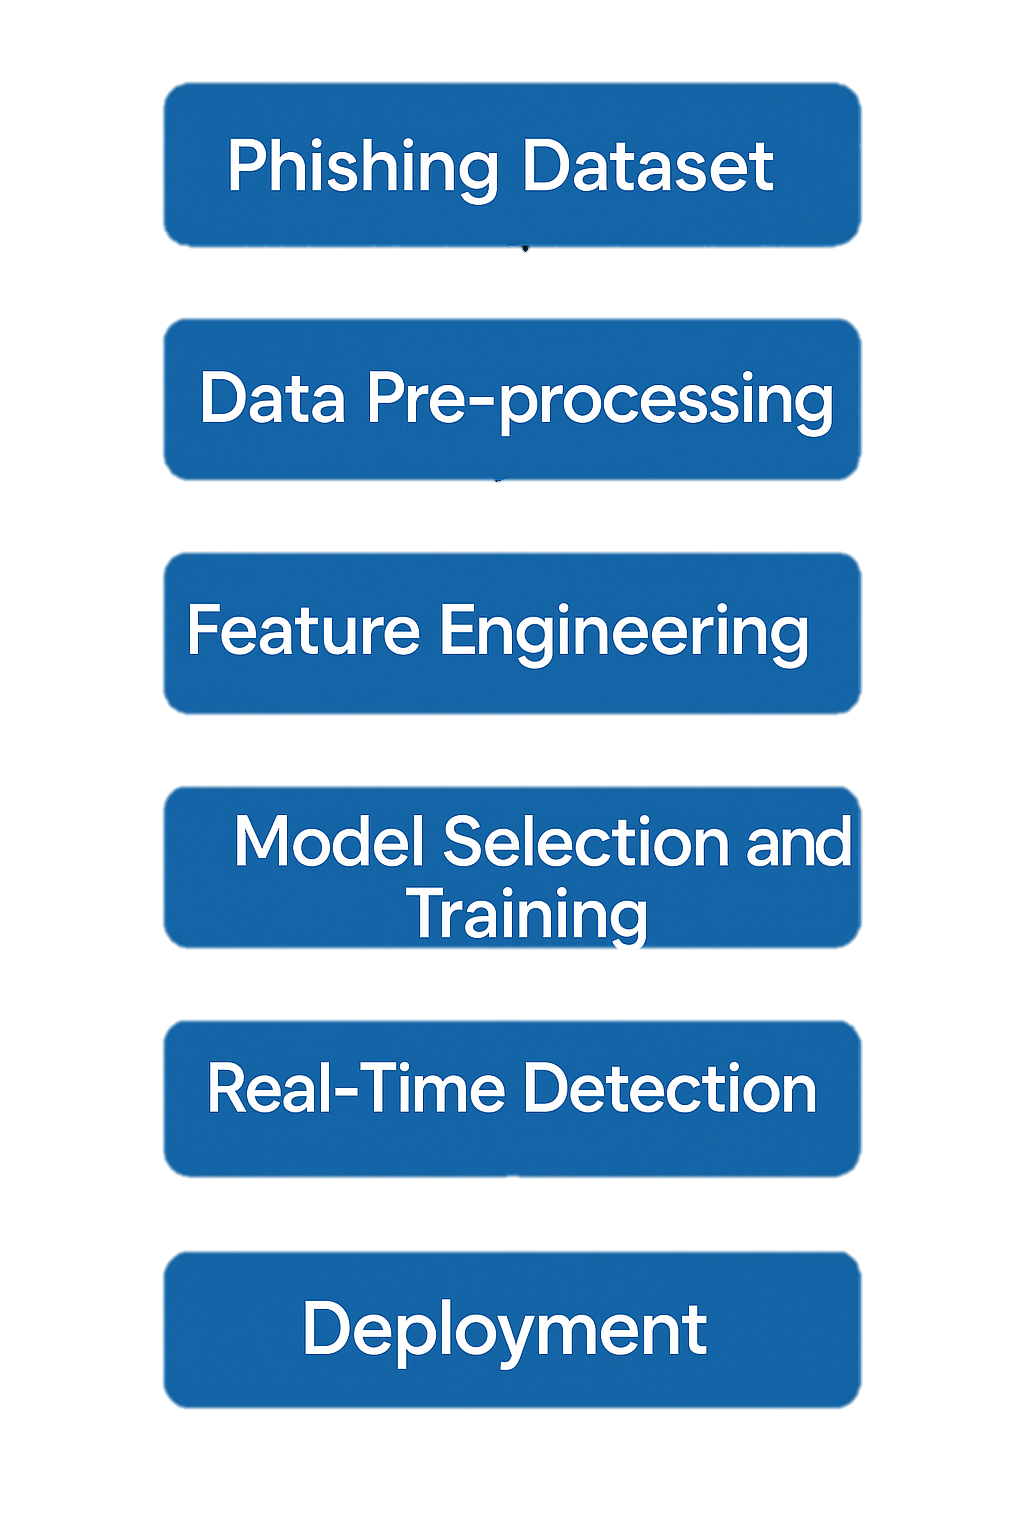 Phishing Dataset
Data Pre-processing
Feature Engineering
Model Selection and
Training
Real-Time Detection
Deployment